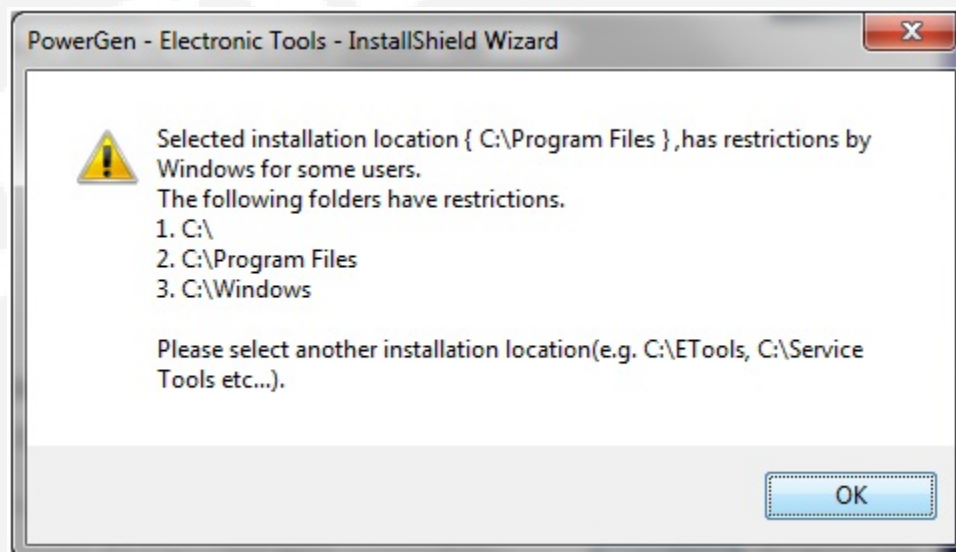 PowerGen - Electronic Tools - InstallShield Wizard
Selected installation location { C:\Program Files } ,has restrictions by
Windows for some users.
The following folders have restrictions.
1. C:\
2. C:\Program Files
3. C:\Windows
Please select another installation location(e.g. C:\ETools, C:\Service
Tools etc...).
OK